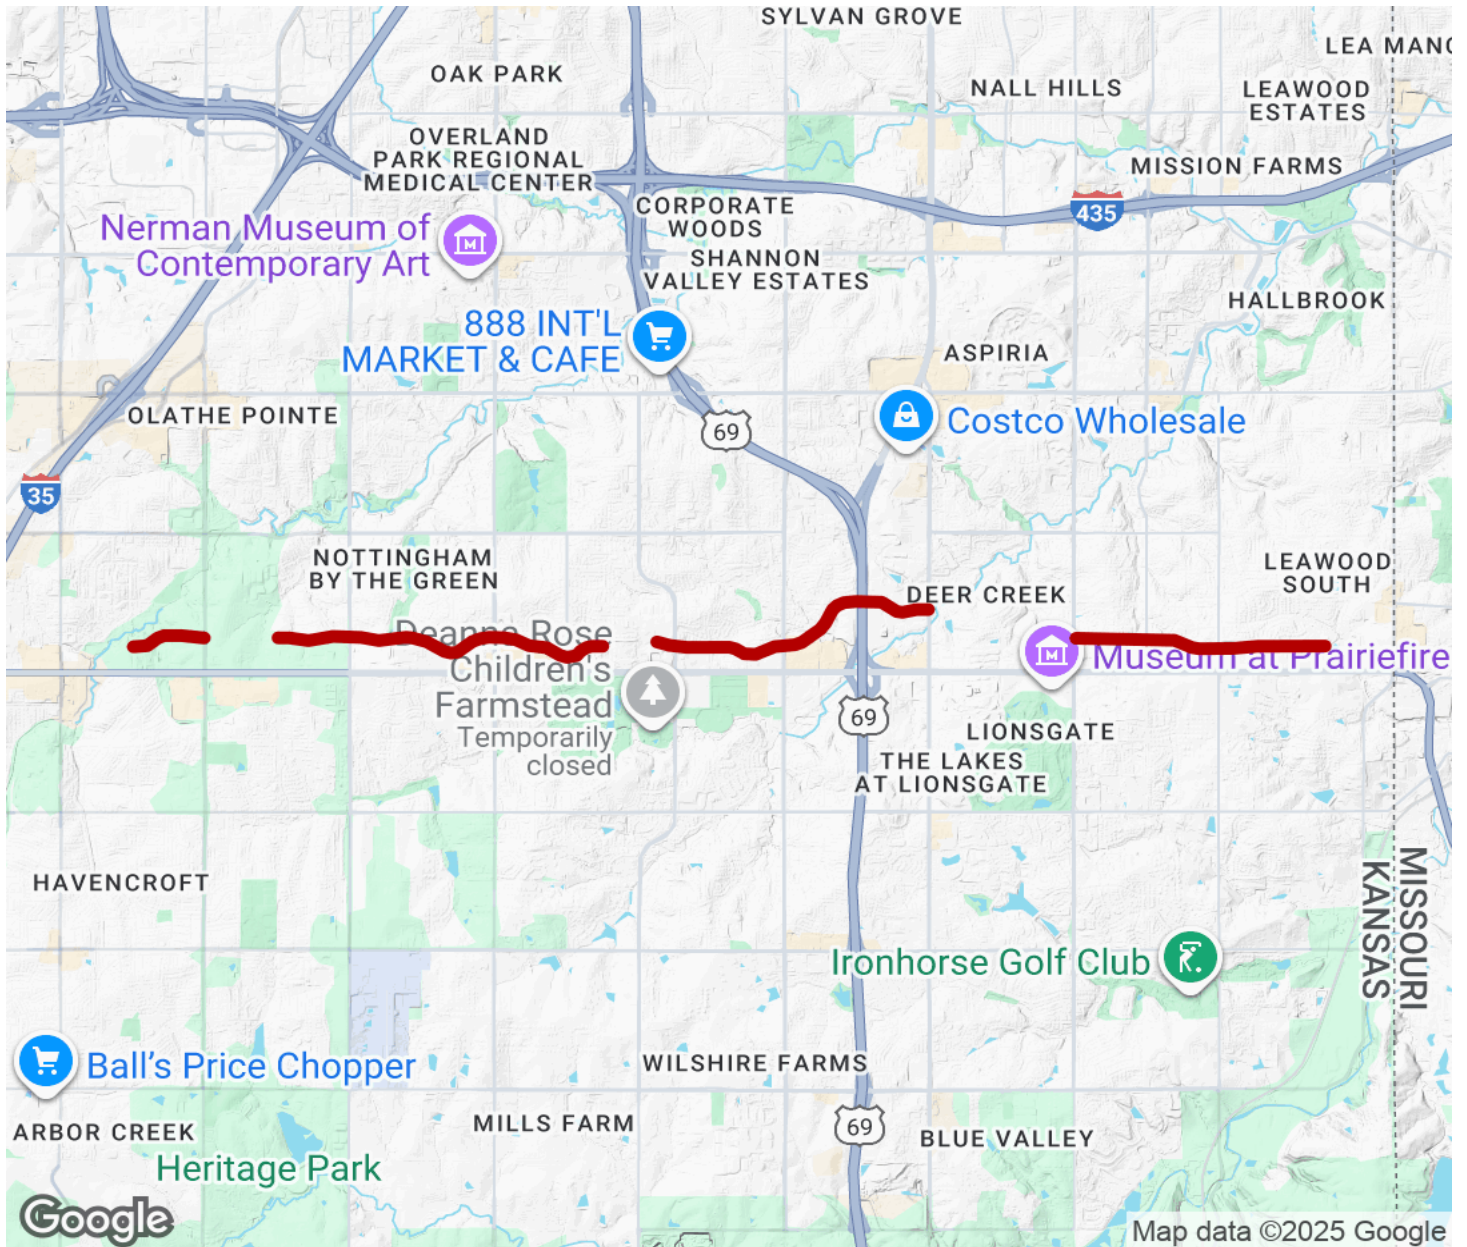 SYLVAN GROVE
LEA MANO
OAK PARK
NALL HILLS
LEAWOOD
ESTATES
OVERLAND
PARK REGIONAL
MEDICAL CENTER
MISSION FARMS
CORPORATE
WOODS
435
Nerman Museum of
Contemporary Art
SHANNON
VALLEY ESTATES
HALLBROOK
888 INT'L
MARKET & CAFE
ASPIRIA
OLATHE POINTE
69
Costco Wholesale
35
NOTTINGHAM
BY THE GREEN
LEAWOOD
SOUTH
DEER CREEK
Deanna Rose
Children's
Farmstead
Temporarily
closed
Museum at Prairiefire
69
LIONSGATE
THE LAKES
AT LIONSGATE
HAVENCROFT
MISSOURI
KANSAS
Ironhorse Golf Club
Ball’s Price Chopper
WILSHIRE FARMS
ARBOR CREEK
MILLS FARM
69
BLUE VALLEY
Heritage Park
Google
Map data ©2025 Google